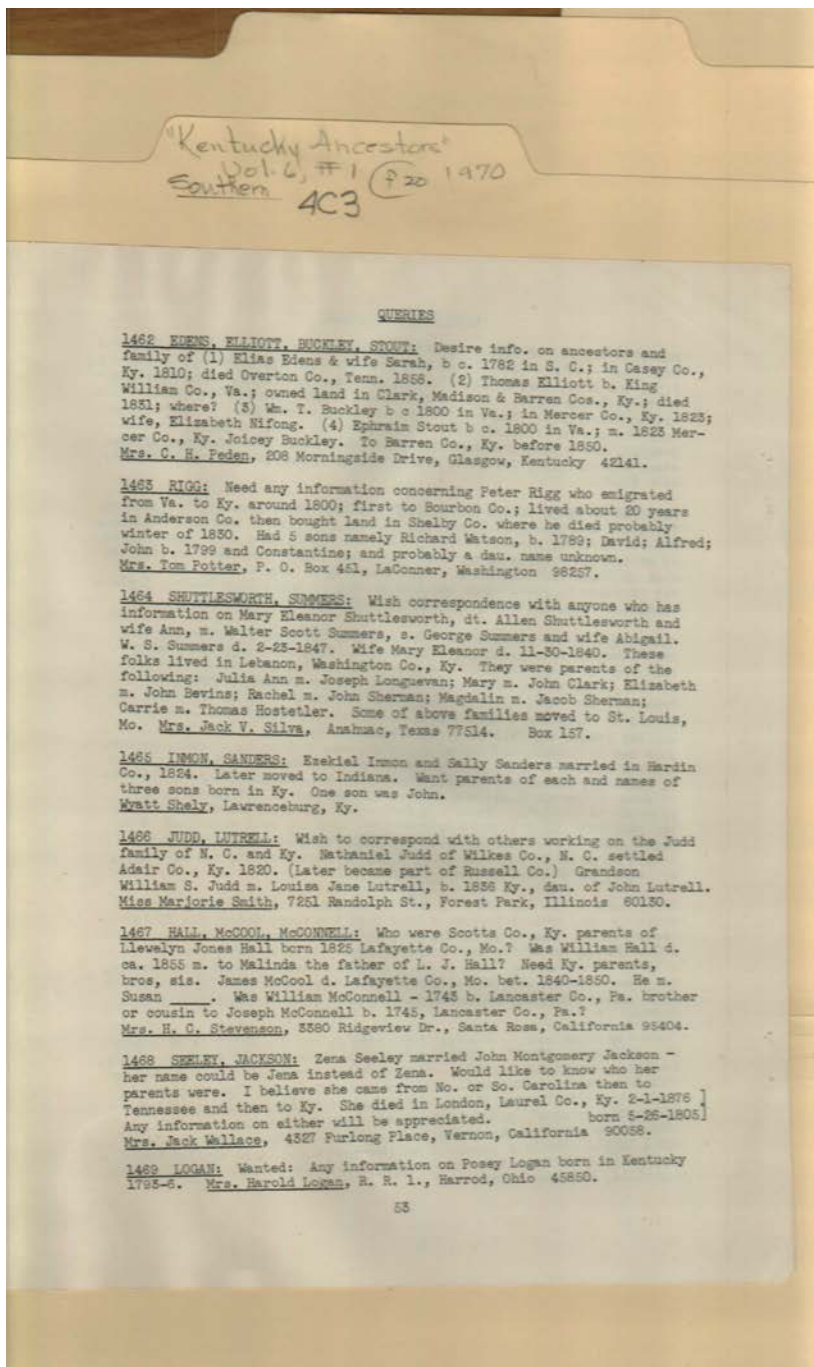 "Kentucky Ancestors"
Vol. 6, #1 p 20 1970
Southern
4C3
QUERIES
1462 EDENS, ELLIOTT, BUCKLEY, STOUT: Desire info. on ancestors and
family of (1) Elias Edens & wife Sarah, b c. 1782 in S. C.; in Casey Co.,
Ky. 1810; died Overton Co., Tenn. 1858. (2) Thomas Elliott b. King
William Co., Va.; owned land in Clark, Madison & Barren Cos., Ky.; died
1831; where? (3) Wm. T. Buckley b c 1800 in Va.; in Mercer Co., Ky. 1823;
wife, Elizabeth Nifong. (4) Ephraim Stout b c. 1800 in Va.; m. 1823 Mer-
cer Co., Ky. Joicey Buckley. To Barren Co., Ky. before 1850.
Mrs. C. H. Peden, 208 Morningside Drive, Glasgow, Kentucky 42141.
1463 RIGG: Need any information concerning Peter Rigg who emigrated
from Va. to Ky. around 1800; first to Bourbon Co.; lived about 20 years
in Anderson Co. then bought land in Shelby Co. where he died probably
winter of 1830. Had 5 sons namely Richard Watson, b. 1789; David; Alfred;
John b. 1799 and Constantine; and probably a dau. name unknown.
Mrs. Tom Potter, P. O. Box 451, LaConner, Washington 98257.
1464 SHUTTLESWORTH, SUMMERS: Wish correspondence with anyone who has
information on Mary Eleanor Shuttlesworth, dt. Allen Shuttlesworth and
wife Ann, m. Walter Scott Summers, s. George Summers and wife Abigail.
W. S. Summers d. 2-23-1847. Wife Mary Eleanor d. 11-30-1840. These
folks lived in Lebanon, Washington Co., Ky. They were parents of the
following: Julia Ann m. Joseph Longuevan; Mary m. John Clark; Elizabeth
m. John Bevins; Rachel m. John Sherman; Magdalin m. Jacob Sherman;
Carrie m. Thomas Hostetler. Some of above families moved to St. Louis,
Mo. Mrs. Jack V. Silva, Anahuac, Texas 77514. Box 157.
1465 INMON, SANDERS: Ezekiel Inmon and Sally Sanders married in Hardin
Co., 1824. Later moved to Indiana. Want parents of each and names of
three sons born in Ky. One son was John.
Wyatt Shely, Lawrenceburg, Ky.
1466 JUDD, LUTRELL: Wish to correspond with others working on the Judd
family of N. C. and Ky. Nathaniel Judd of Wilkes Co., N. C. settled
Adair Co., Ky. 1820. (Later became part of Russell Co.) Grandson
William S. Judd m. Louisa Jane Lutrell, b. 1836 Ky., dau. of John Lutrell.
Miss Marjorie Smith, 7251 Randolph St., Forest Park, Illinois 60130.
1467 HALL, McCOOL, McCONNELL: Who were Scotts Co., Ky. parents of
Llewelyn Jones Hall born 1825 Lafayette Co., Mo.? Was William Hall d.
ca. 1855 m. to Malinda the father of L. J. Hall? Need Ky. parents,
bros, sis. James McCool d. Lafayette Co., Mo. bet. 1840-1850. He m.
Susan _____. Was William McConnell - 1743 b. Lancaster Co., Pa. brother
or cousin to Joseph McConnell b. 1745, Lancaster Co., Pa.?
Mrs. H. C. Stevenson, 3380 Ridgeview Dr., Santa Rosa, California 95404.
1468 SEELEY, JACKSON: Zena Seeley married John Montgomery Jackson -
her name could be Jena instead of Zena. Would like to know who her
parents were. I believe she came from No. or So. Carolina then to
Tennessee and then to Ky. She died in London, Laurel Co., Ky. 2-1-1876 ]
Any information on either will be appreciated. born 5-26-1805]
Mrs. Jack Wallace, 4327 Furlong Place, Vernon, California 90058.
1469 LOGAN: Wanted: Any information on Posey Logan born in Kentucky
1793-6. Mrs. Harold Logan, R. R. 1., Harrod, Ohio 45850.
53